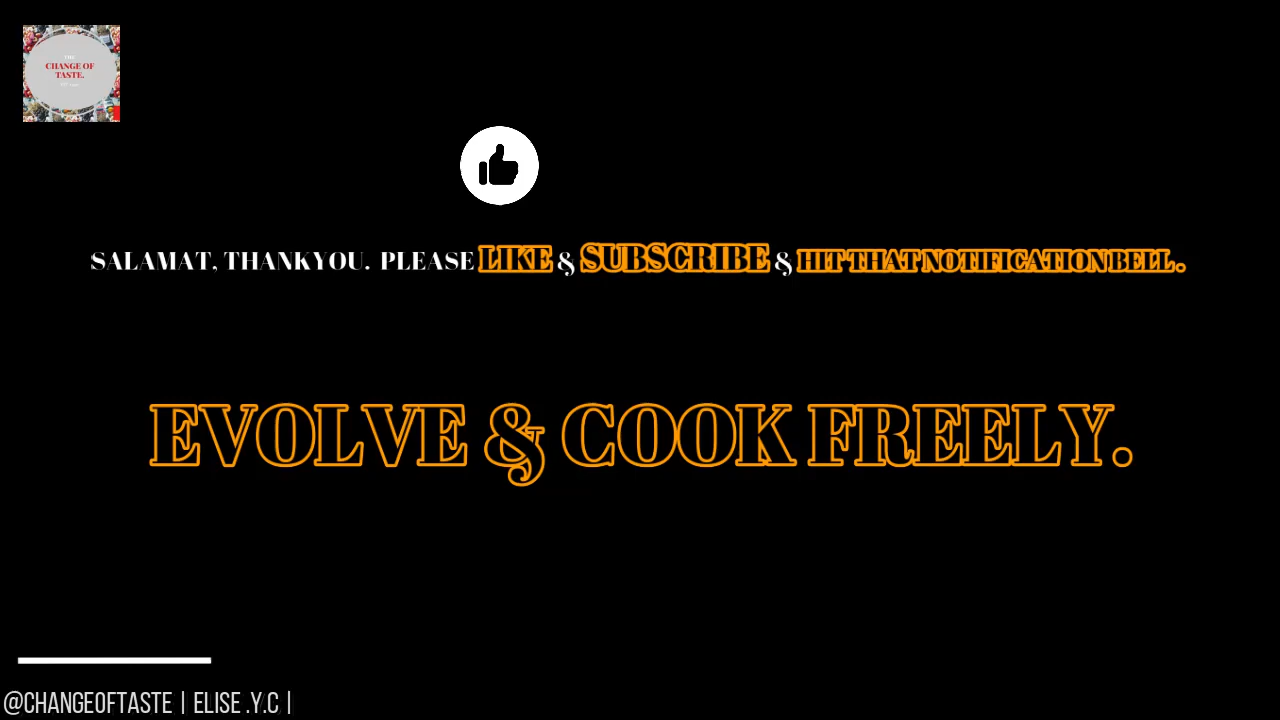 CHANGE OF
TASTE.
SALAMAT, THANKYOU. PLEASE LIKE & SUBSCRIBE & HIT THAT NOTIFICATION BELL.
EVOLVE & COOK FREELY.
@CHANGEOFTASTE | ELISE .Y.C |